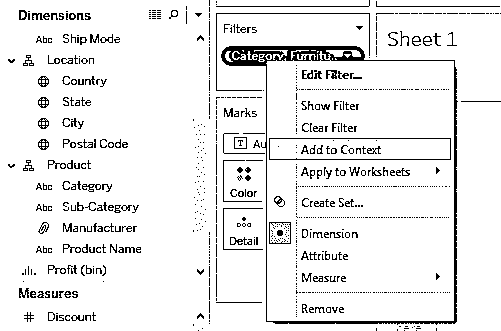 Dimensions
Abc Ship Mode
Location
Country
State
City
Postal Code
Product
Abc Category
Abc Sub-Category
Manufacturer
Abc Product Name
Profit (bin)
Measures
# Discount
Filters
Category: Furnitu..
Marks
T Au
Color
Detail
Sheet 1
Edit Filter...
Show Filter
Clear Filter
Add to Context
Apply to Worksheets
Create Set...
Dimension
Attribute
Measure
Remove